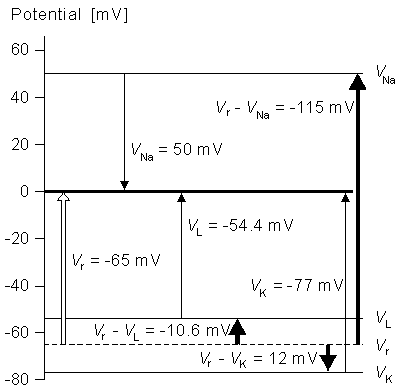 Potential [mV]
60
V_Na
40
V_r - V_Na = -115 mV
20
V_Na = 50 mV
0
V_L = -54.4 mV
-20
V_r = -65 mV
-40
V_K = -77 mV
V_L
V_r - V_L = -10.6 mV
-60
V_r
V_r - V_K = 12 mV
V_K
-80